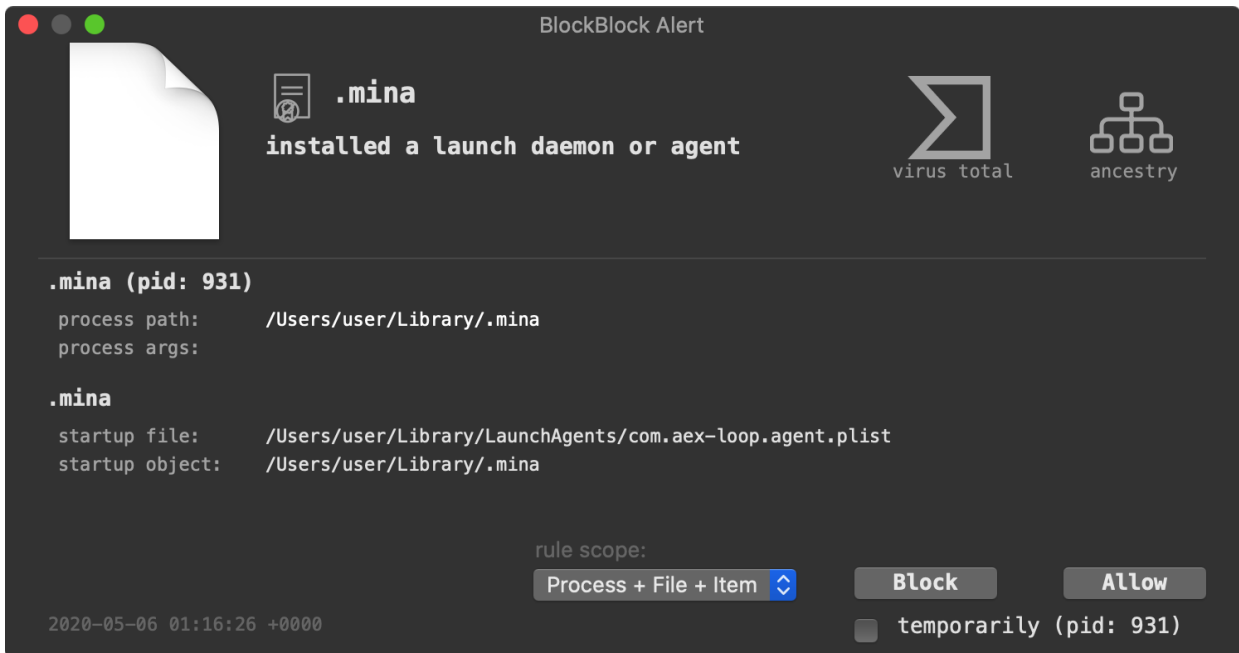 BlockBlock Alert
.mina
installed a launch daemon or agent
virus total
ancestry
.mina (pid: 931)
process path: /Users/user/Library/.mina
process args:
.mina
startup file: /Users/user/Library/LaunchAgents/com.aex-loop.agent.plist
startup object: /Users/user/Library/.mina
rule scope:
Process + File + Item
Block
Allow
2020-05-06 01:16:26 +0000
temporarily (pid: 931)